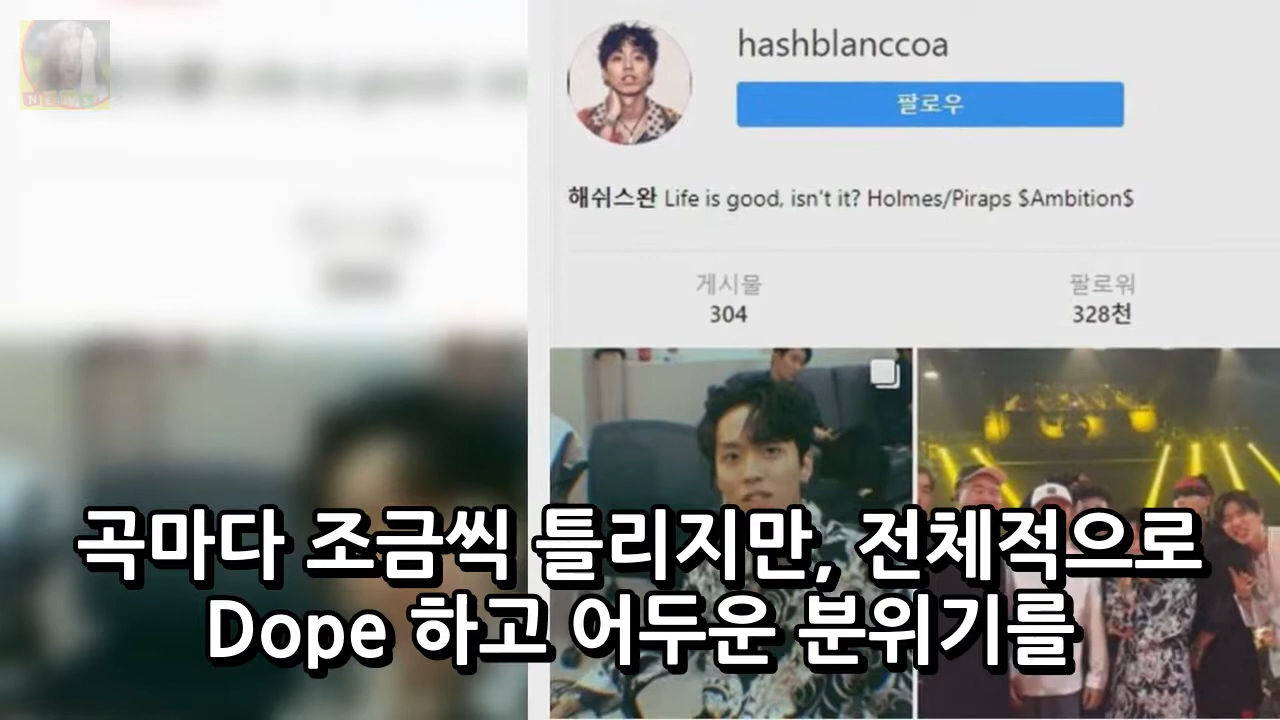 NEWS
hashblanccoa
팔로우
해쉬스완 Life is good, isn't it? Holmes/Piraps $Ambition$
게시물 팔로워
304 328천
곡마다 조금씩 틀리지만, 전체적으로
Dope 하고 어두운 분위기를